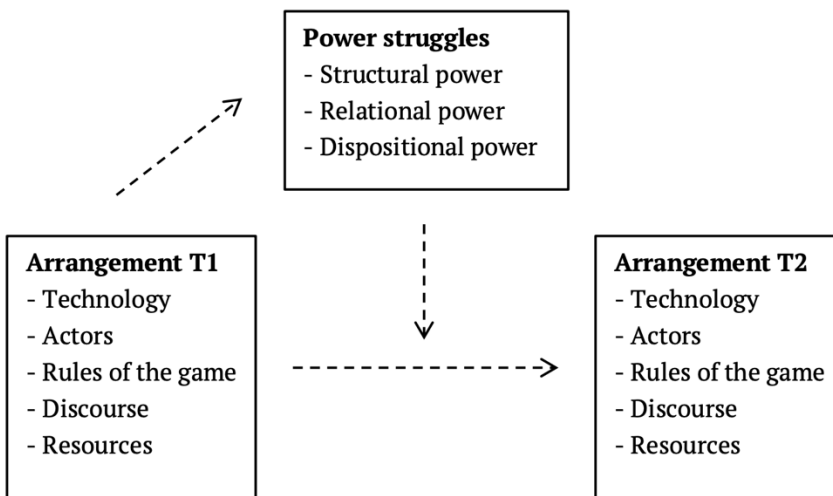 Power struggles
- Structural power
- Relational power
- Dispositional power
Arrangement T1
- Technology
- Actors
- Rules of the game
- Discourse
- Resources
Arrangement T2
- Technology
- Actors
- Rules of the game
- Discourse
- Resources